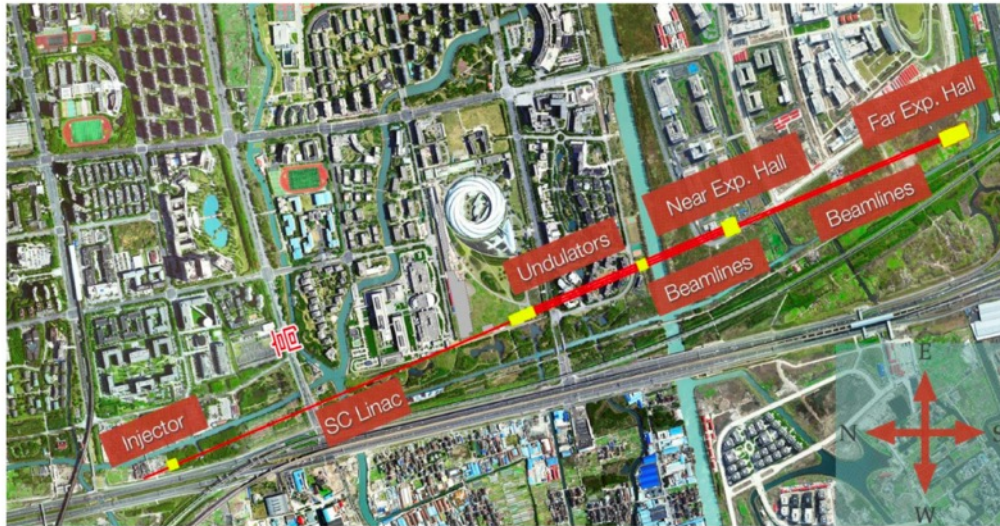 Far Exp. Hall
Near Exp. Hall
Beamlines
Undulators
Beamlines
SC Linac
Injector
E
N
S
W